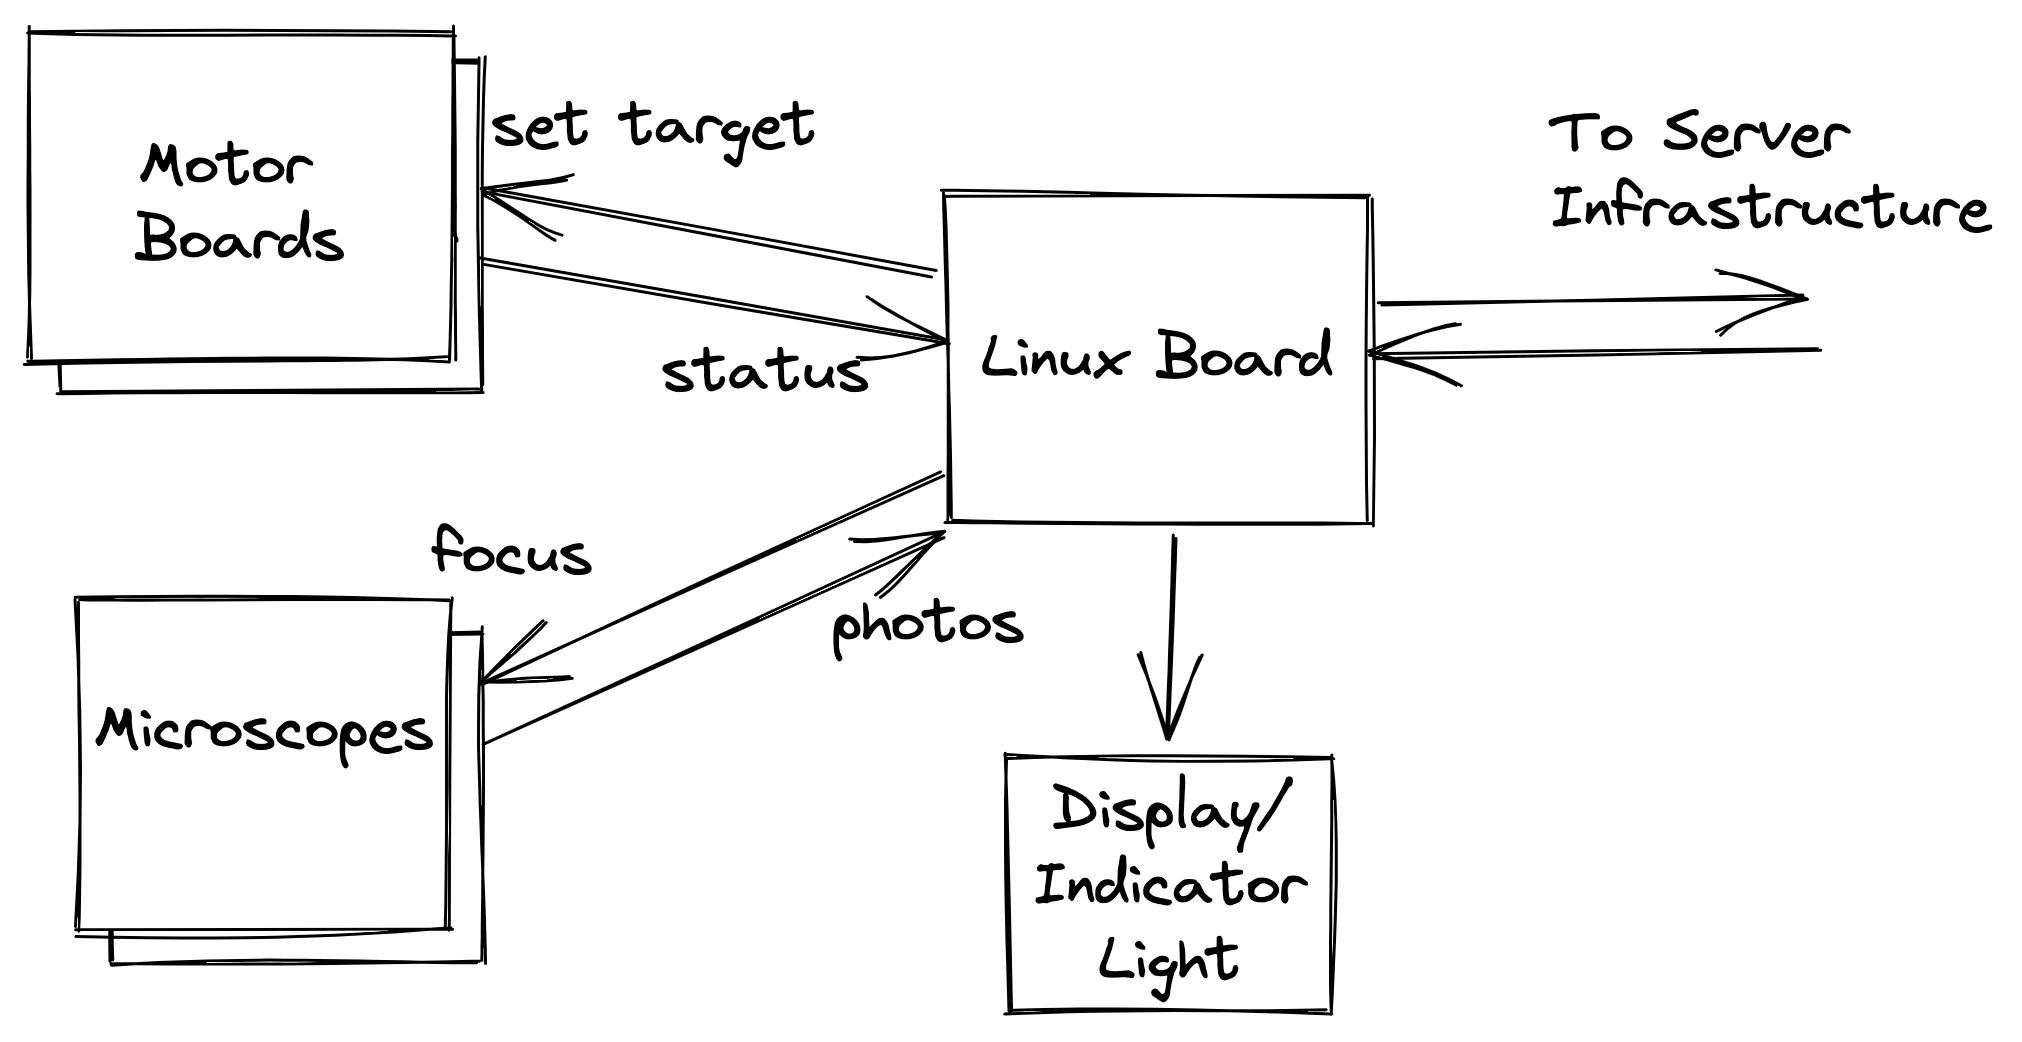 Motor
Boards
set target
status
Linux Board
To Server
Infrastructure
focus
photos
Microscopes
Display/
Indicator
Light